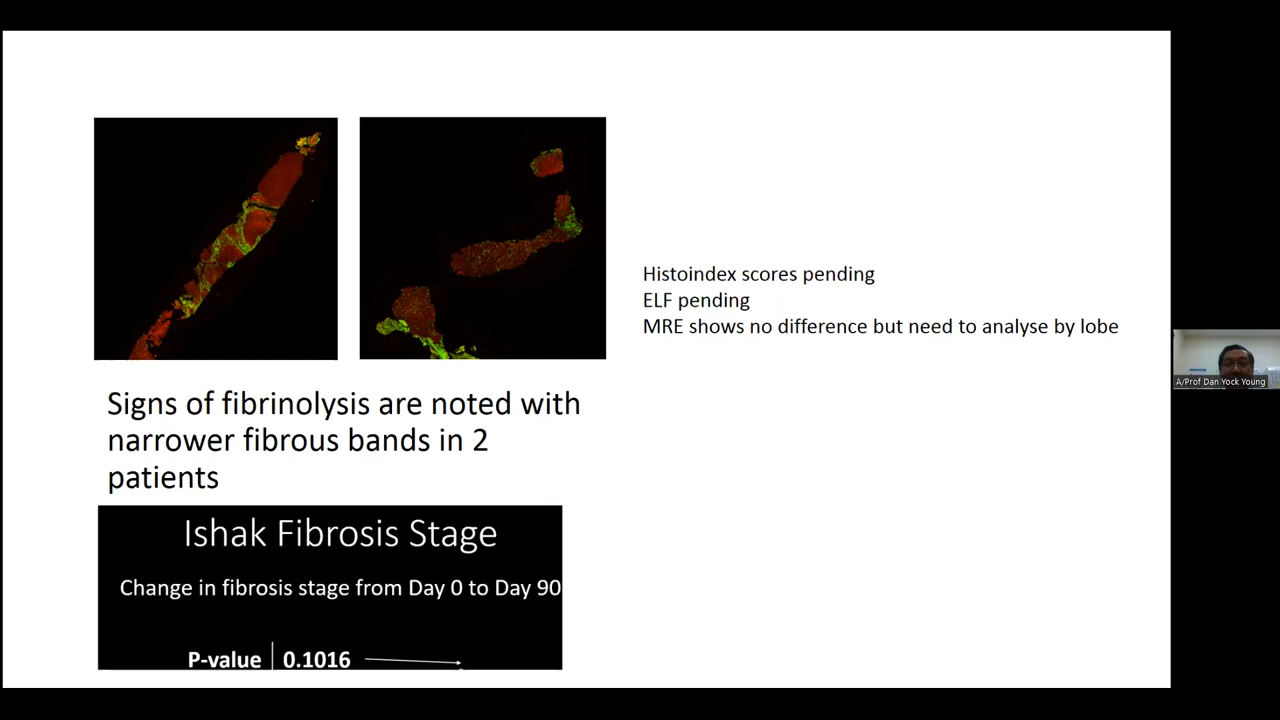 Histoindex scores pending
ELF pending
MRE shows no difference but need to analyse by lobe
A/Prof Dan Yock Young
Signs of fibrinolysis are noted with
narrower fibrous bands in 2
patients
Ishak Fibrosis Stage
Change in fibrosis stage from Day 0 to Day 90
P-value 0.1016